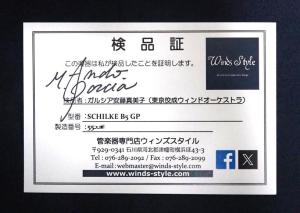 検品証
この楽器は私が検品したことを証明します。
Winds Style
M Ando Garcia
検品者：ガルシア安藤真美子（東京佼成ウィンドオーケストラ）
型番：SCHILKE B5 GP
製造番号：
管楽器専門店ウィンズスタイル
〒929-0341 石川県河北郡津幡町横浜ほ43-3
Tel：076-289-2092 / Fax：076-289-2099
E-mail：webmaster@winds-style.com
www.winds-style.com